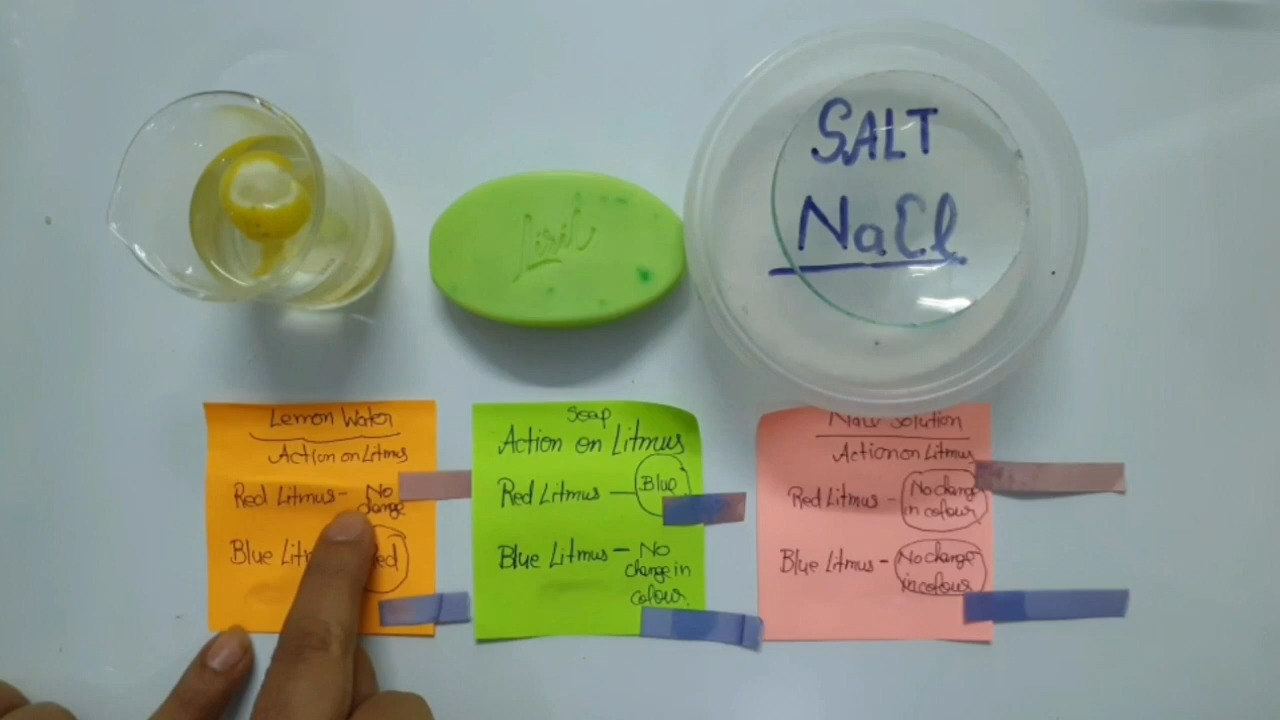 SALT
NaCl
Liril
Lemon Water
Action on Litmus
Red Litmus- No
change
Blue
Soap
Action on Litmus
Red Litmus — Blue
Blue Litmus - No
change in
colour.
Solution
Action on Litmus
Red Litmus - No change
in colour
Blue Litmus - No change
in colour